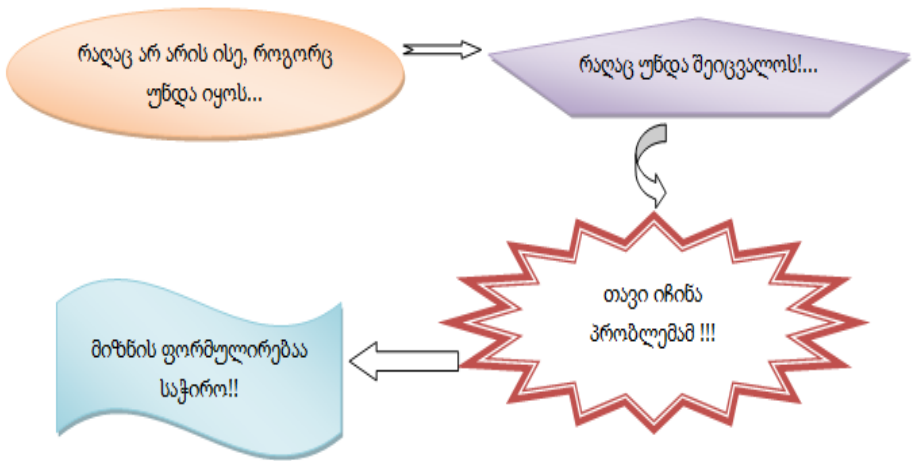 რაღაც არ არის ისე, როგორც
უნდა იყოს...
რაღაც უნდა შეიცვალოს!...
თავი იჩინა
პრობლემამ !!!
მიზნის ფორმულირებაა
საჭირო!!